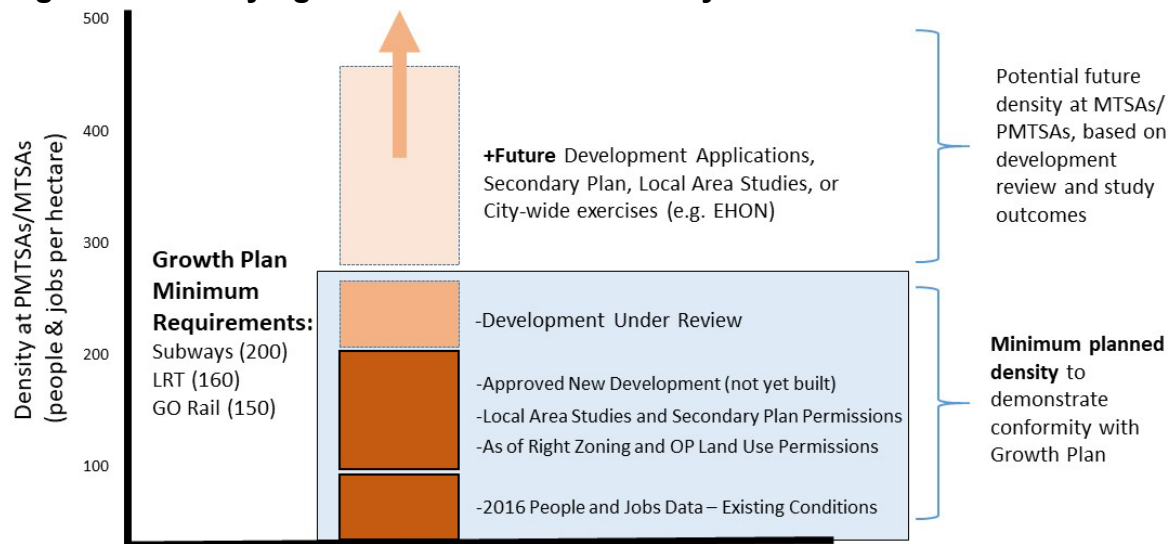 500
400
300
200
100
Density at PMTSAs/MTSAs
(people & jobs per hectare)
Growth Plan
Minimum
Requirements:
Subways (200)
LRT (160)
GO Rail (150)
+Future Development Applications,
Secondary Plan, Local Area Studies, or
City-wide exercises (e.g. EHON)
-Development Under Review
-Approved New Development (not yet built)
-Local Area Studies and Secondary Plan Permissions
-As of Right Zoning and OP Land Use Permissions
-2016 People and Jobs Data – Existing Conditions
Potential future
density at MTSAs/
PMTSAs, based on
development
review and study
outcomes
Minimum planned
density to
demonstrate
conformity with
Growth Plan